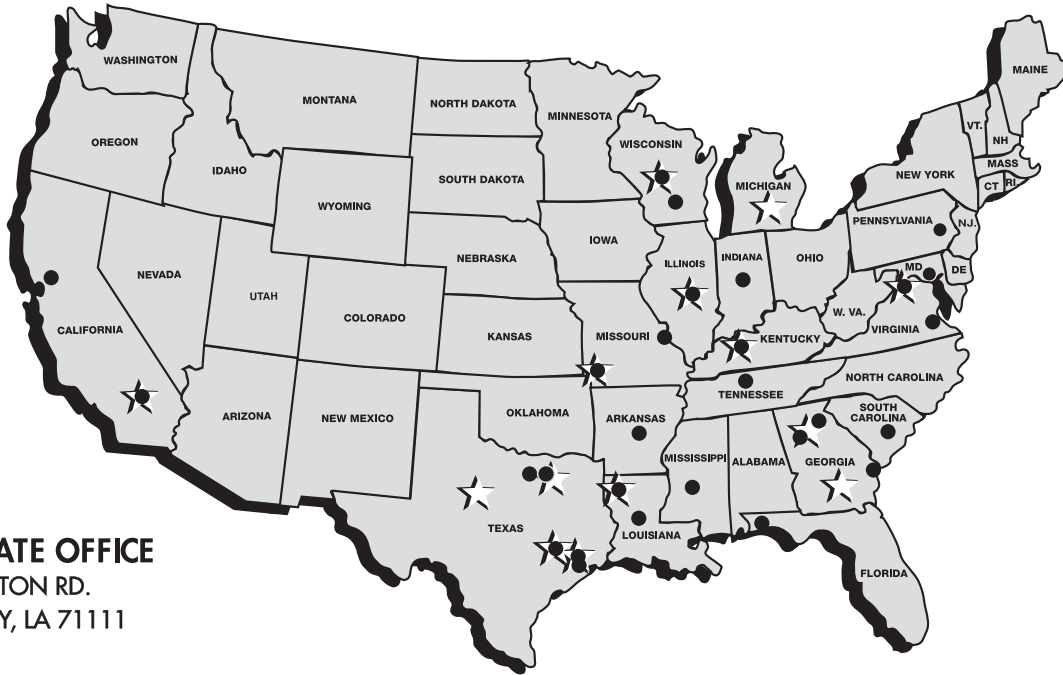 WASHINGTON
MAINE
MONTANA
NORTH DAKOTA
MINNESOTA
VT.
OREGON
NH
WISCONSIN
MASS
IDAHO
SOUTH DAKOTA
MICHIGAN
NEW YORK
CT
RI.
WYOMING
PENNSYLVANIA
NJ.
IOWA
NEBRASKA
ILLINOIS
INDIANA
OHIO
MD
DE
NEVADA
UTAH
COLORADO
W. VA.
CALIFORNIA
KANSAS
MISSOURI
KENTUCKY
VIRGINIA
NORTH CAROLINA
TENNESSEE
ARIZONA
NEW MEXICO
OKLAHOMA
ARKANSAS
SOUTH
CAROLINA
MISSISSIPPI
ALABAMA
GEORGIA
TEXAS
LOUISIANA
FLORIDA
ATE OFFICE
TON RD.
Y, LA 71111